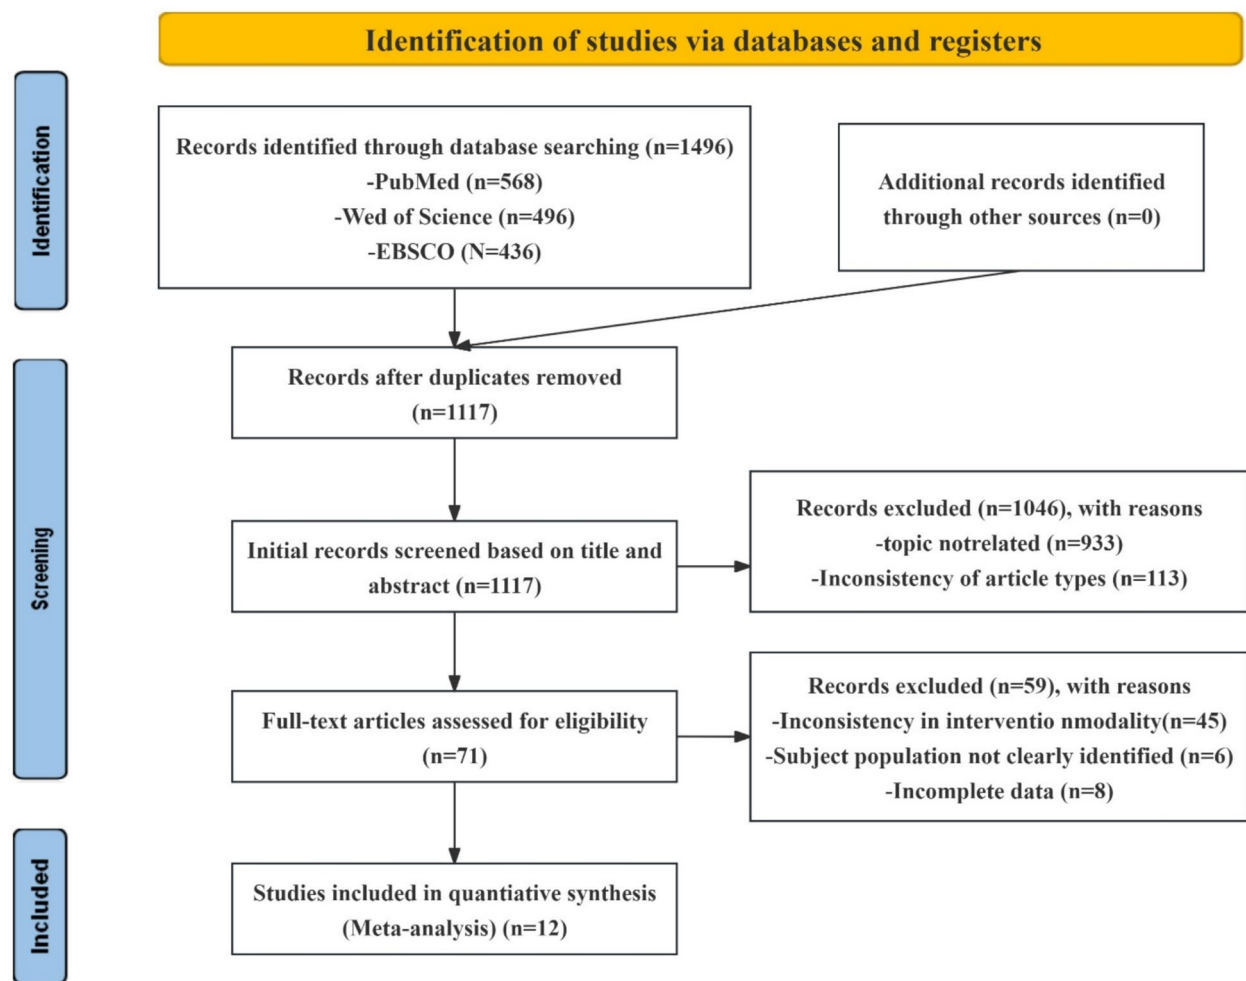 Identification of studies via databases and registers
Identification
Records identified through database searching (n=1496)
-PubMed (n=568)
-Wed of Science (n=496)
-EBSCO (N=436)
Additional records identified
through other sources (n=0)
Screening
Records after duplicates removed
(n=1117)
Initial records screened based on title and
abstract (n=1117)
Records excluded (n=1046), with reasons
-topic notrelated (n=933)
-Inconsistency of article types (n=113)
Full-text articles assessed for eligibility
(n=71)
Records excluded (n=59), with reasons
-Inconsistency in interventio nmodality(n=45)
-Subject population not clearly identified (n=6)
-Incomplete data (n=8)
Included
Studies included in quantiative synthesis
(Meta-analysis) (n=12)